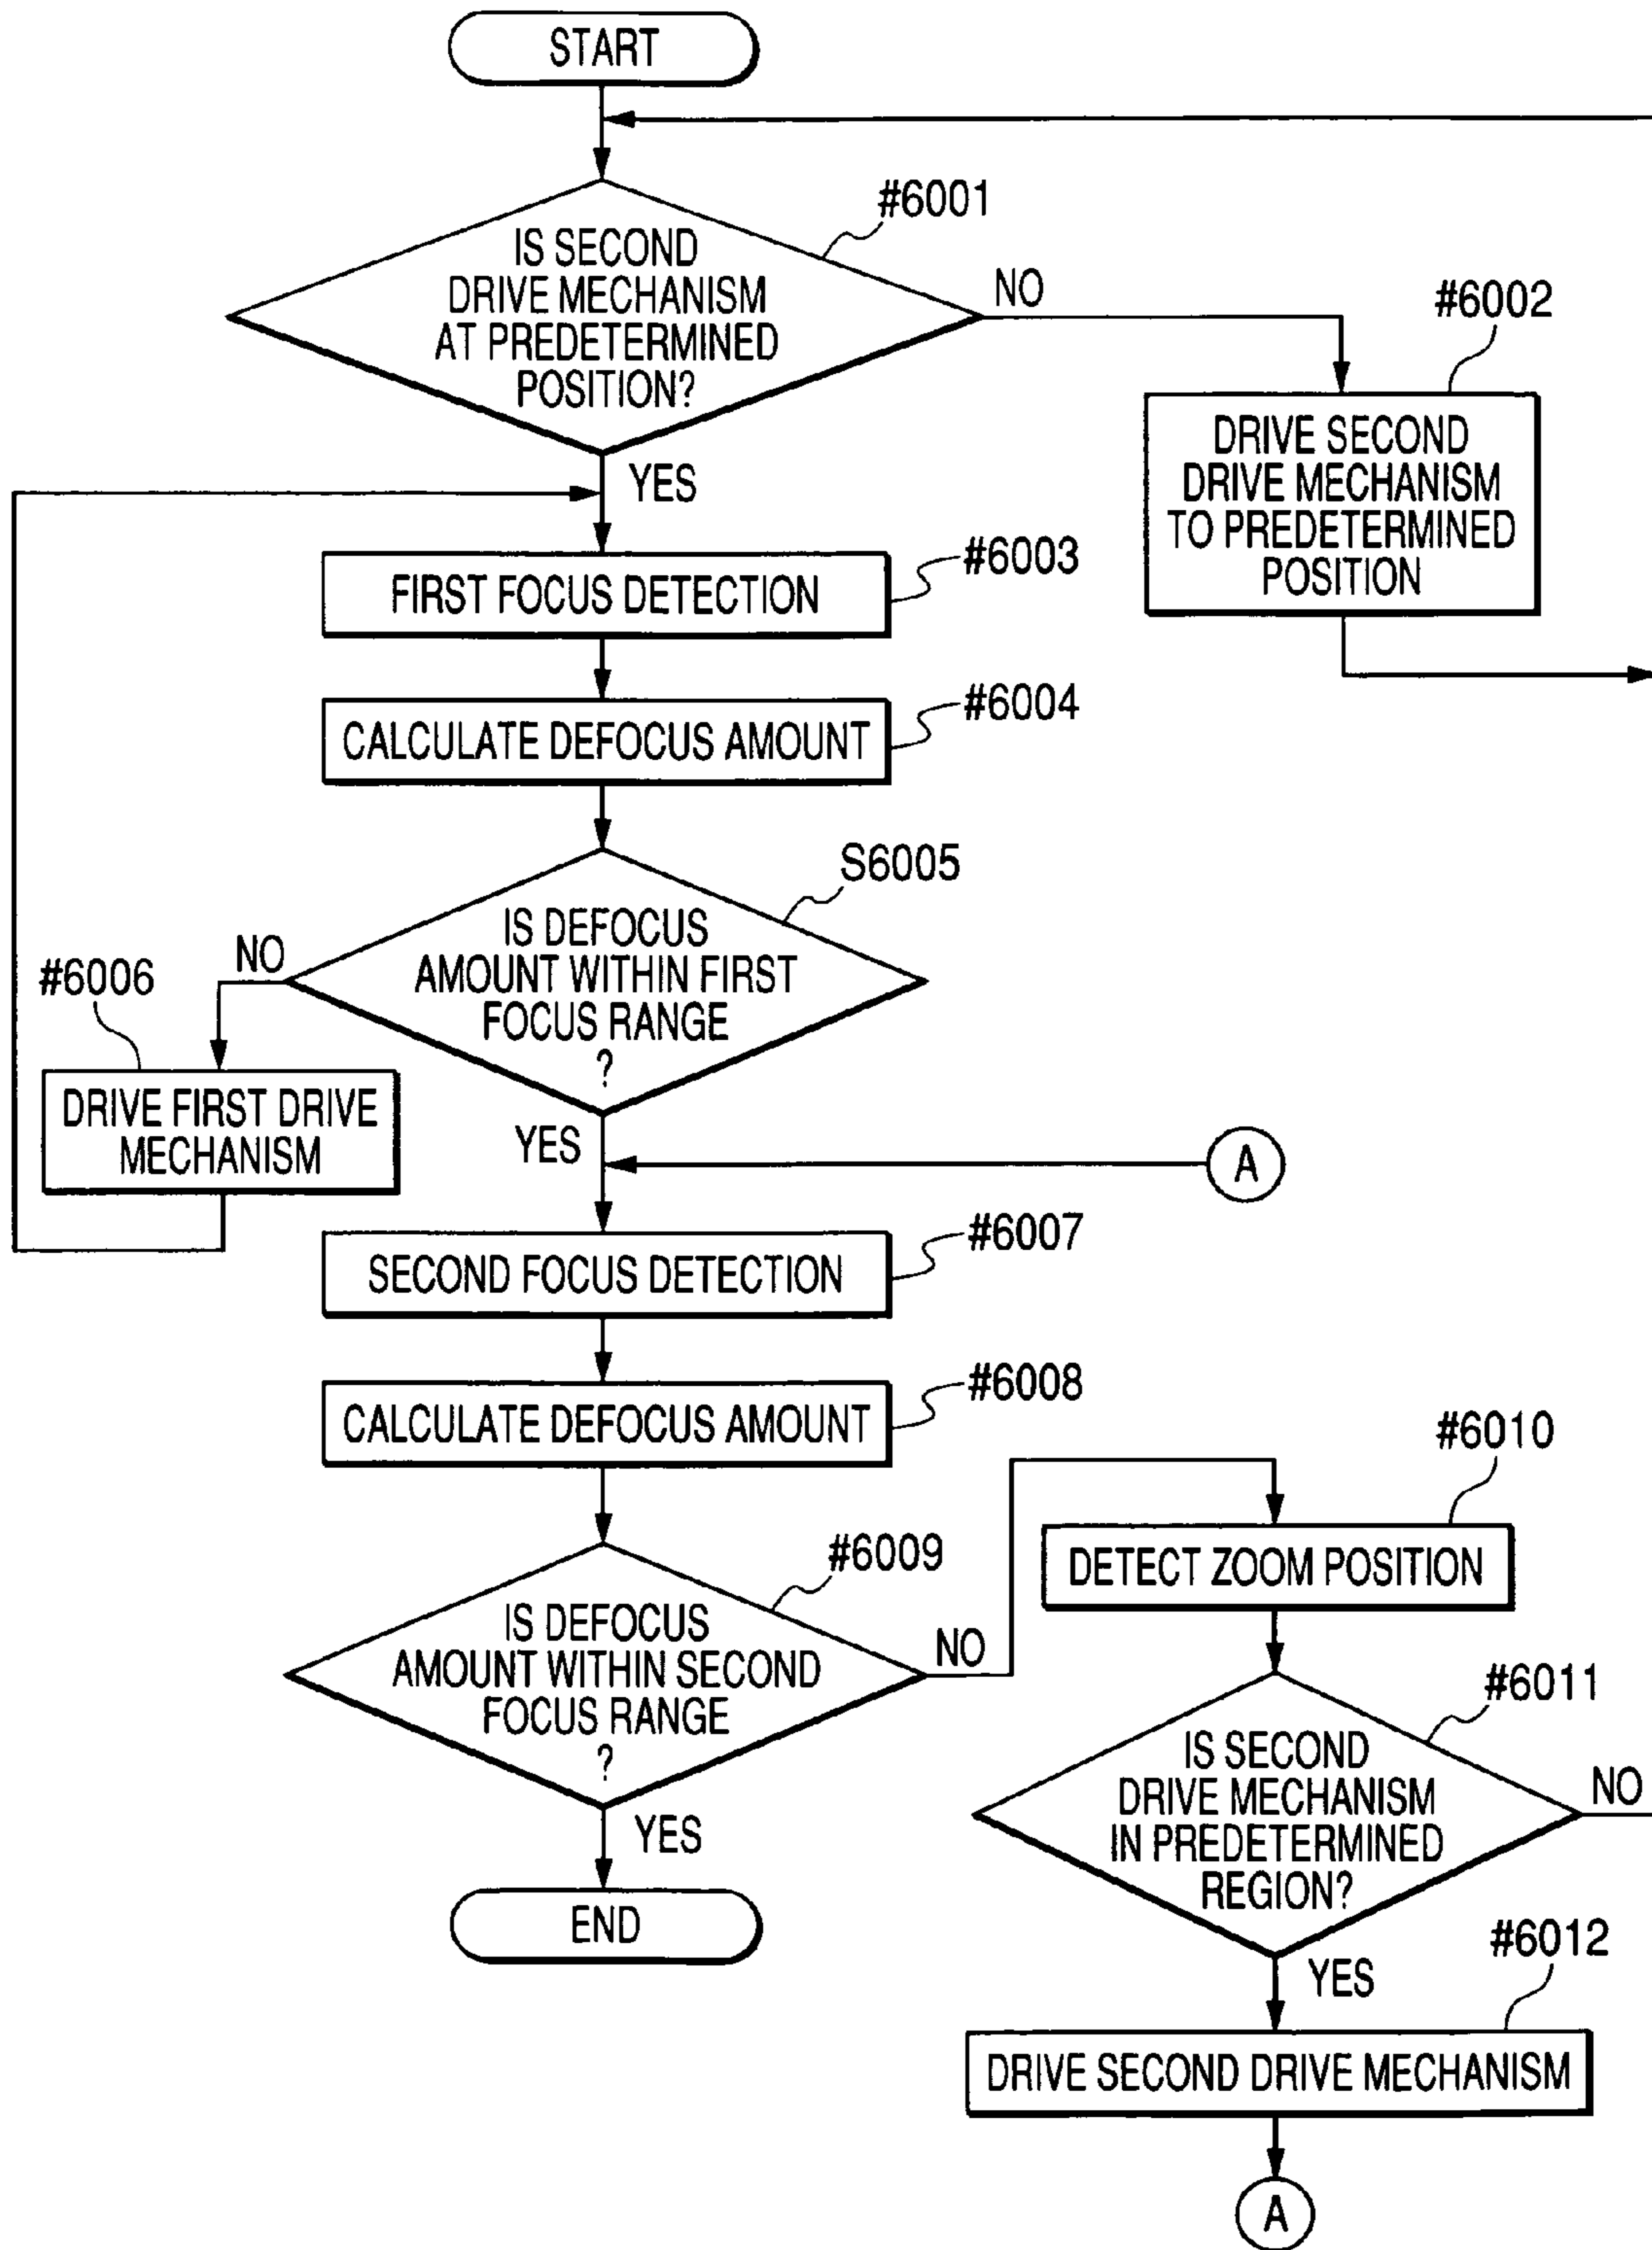 START
#6001
IS SECOND
DRIVE MECHANISM
AT PREDETERMINED
POSITION?
NO
#6002
DRIVE SECOND
DRIVE MECHANISM
TO PREDETERMINED
POSITION
YES
#6003
FIRST FOCUS DETECTION
#6004
CALCULATE DEFOCUS AMOUNT
S6005
IS DEFOCUS
AMOUNT WITHIN FIRST
FOCUS RANGE
?
NO
#6006
DRIVE FIRST DRIVE
MECHANISM
YES
A
#6007
SECOND FOCUS DETECTION
#6008
CALCULATE DEFOCUS AMOUNT
#6009
IS DEFOCUS
AMOUNT WITHIN SECOND
FOCUS RANGE
?
NO
YES
END
#6010
DETECT ZOOM POSITION
#6011
IS SECOND
DRIVE MECHANISM
IN PREDETERMINED
REGION?
NO
YES
#6012
DRIVE SECOND DRIVE MECHANISM
A